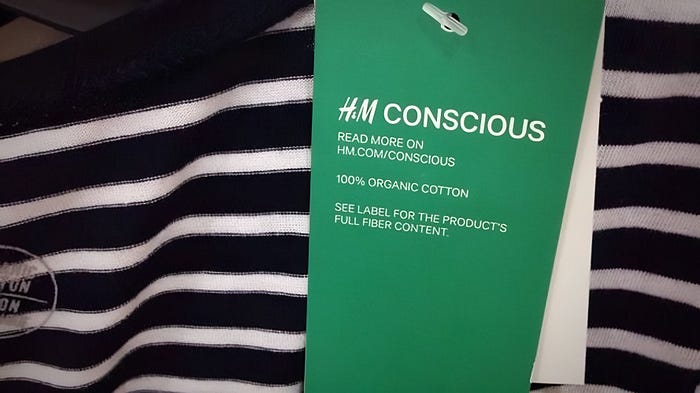 H&M CONSCIOUS
READ MORE ON
HM.COM/CONSCIOUS
100% ORGANIC COTTON
SEE LABEL FOR THE PRODUCT'S
FULL FIBER CONTENT.